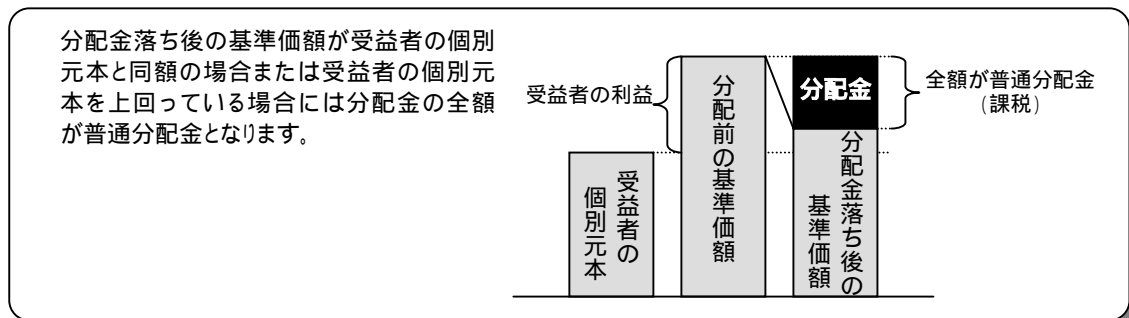 分配金落ち後の基準価額が受益者の個別
元本と同額の場合または受益者の個別元
本を上回っている場合には分配金の全額
が普通分配金となります。
受益者の利益
受益者の
個別元本
分配前の基準価額
分配金
分配金落ち後の
基準価額
全額が普通分配金
(課税)